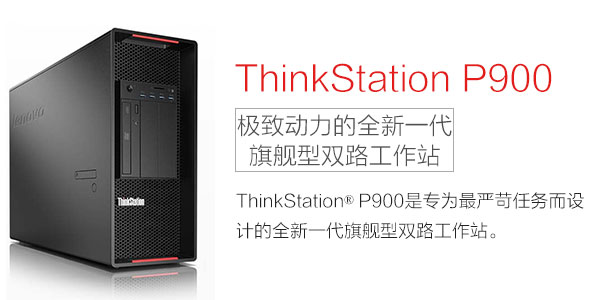 ThinkStation P900
极致动力的全新一代
旗舰型双路工作站
ThinkStation® P900是专为最严苛任务而设
计的全新一代旗舰型双路工作站。
lenovo
ThinkStation